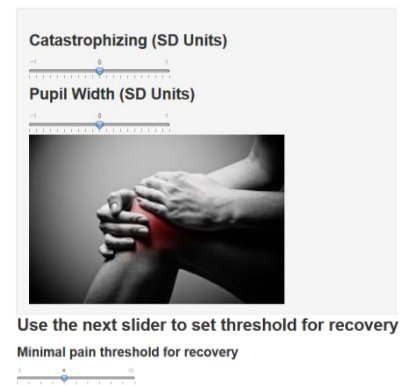 Catastrophizing (SD Units)
-1 0 1
Pupil Width (SD Units)
-1 0 1
Use the next slider to set threshold for recovery
Minimal pain threshold for recovery
4 10